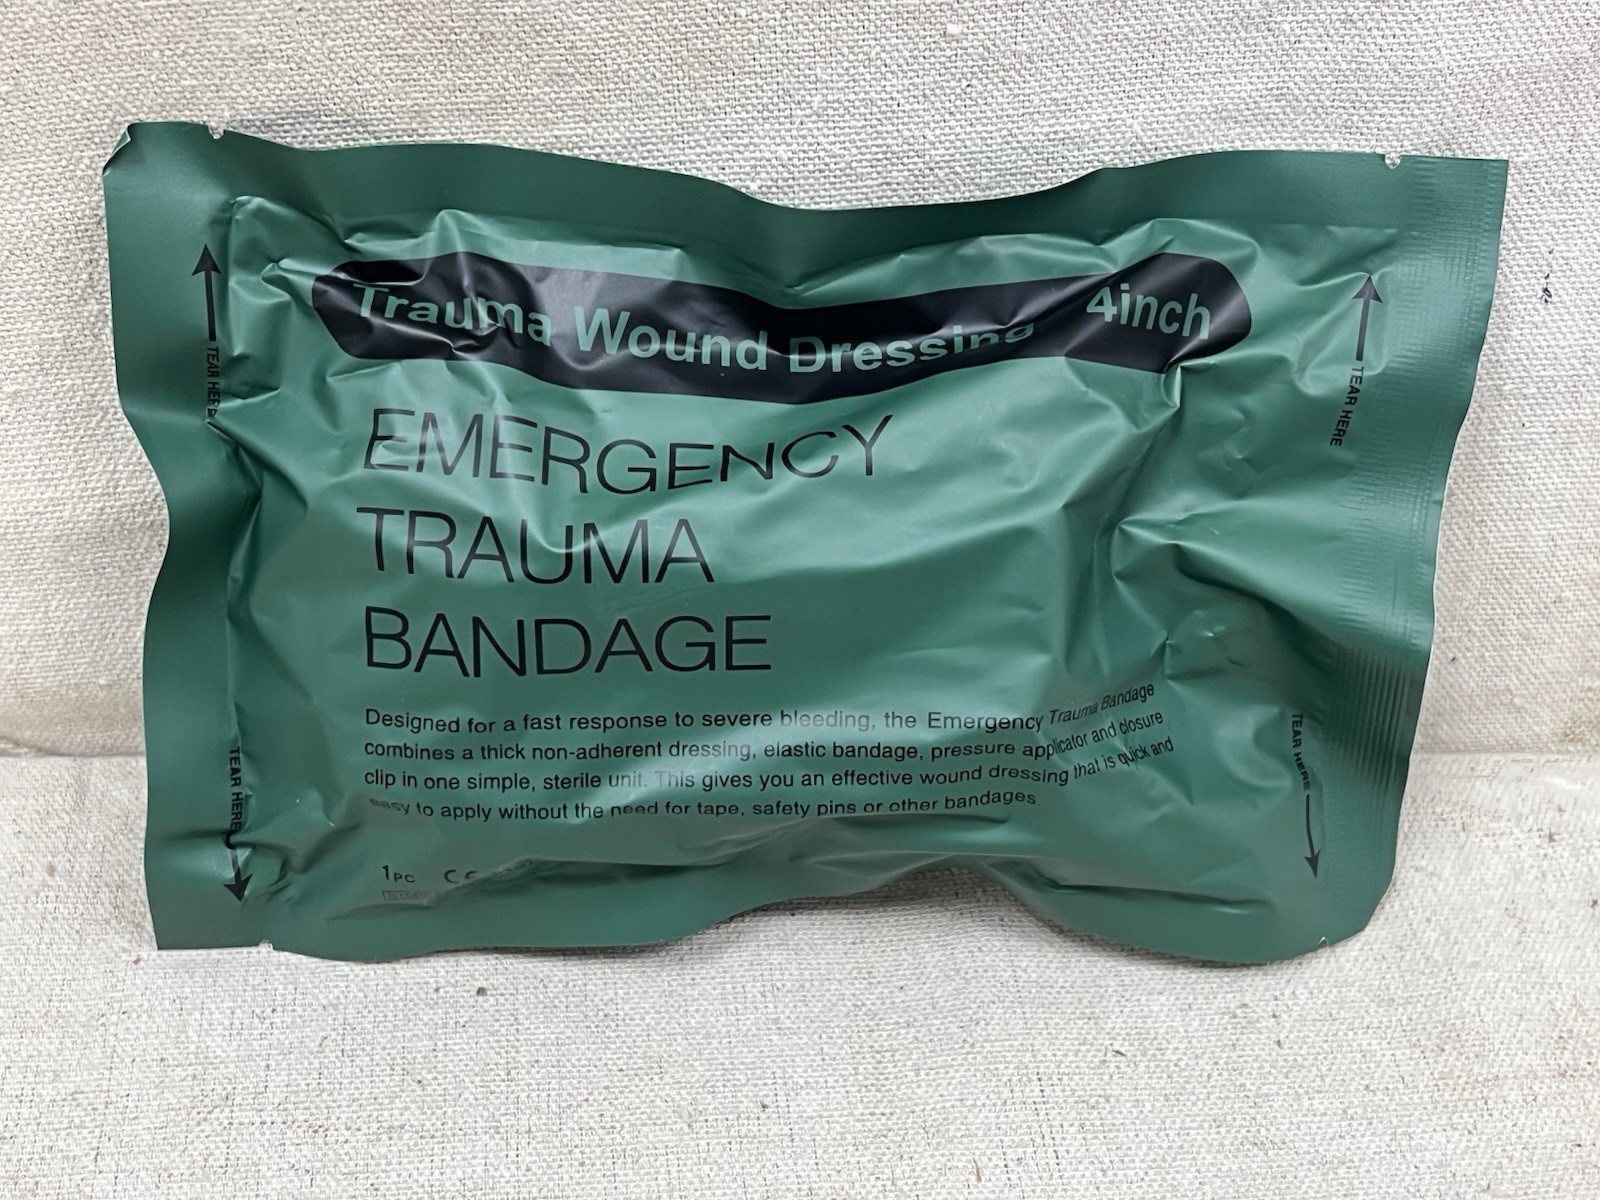 Trauma Wound Dressing 4inch
EMERGENCY
TRAUMA
BANDAGE
Designed for a fast response to severe bleeding, the Emergency Trauma Bandage
combines a thick non-adherent dressing, elastic bandage, pressure applicator and closure
clip in one simple, sterile unit. This gives you an effective wound dressing that is quick and
easy to apply without the need for tape, safety pins or other bandages.
1PC CE
TEAR HERE
TEAR HERE
TEAR HERE
TEAR HERE